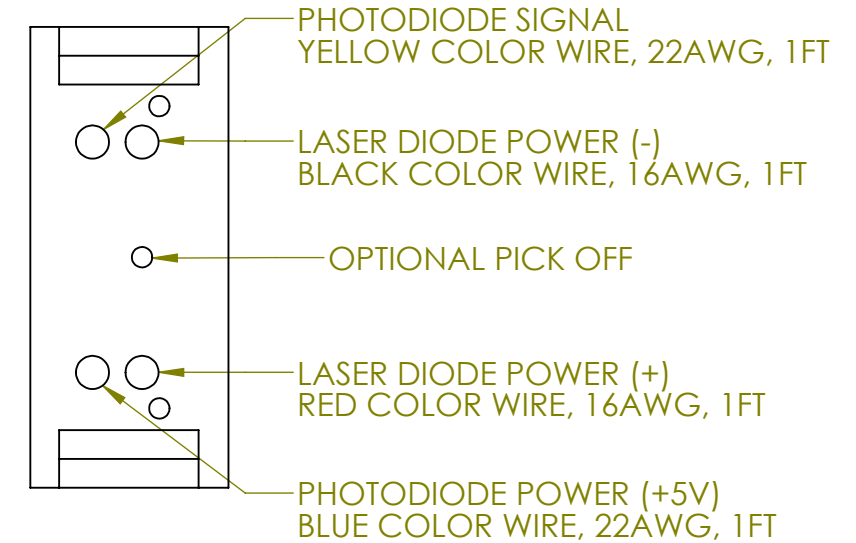 PHOTODIODE SIGNAL
YELLOW COLOR WIRE, 22AWG, 1FT
LASER DIODE POWER (-)
BLACK COLOR WIRE, 16AWG, 1FT
OPTIONAL PICK OFF
LASER DIODE POWER (+)
RED COLOR WIRE, 16AWG, 1FT
PHOTODIODE POWER (+5V)
BLUE COLOR WIRE, 22AWG, 1FT